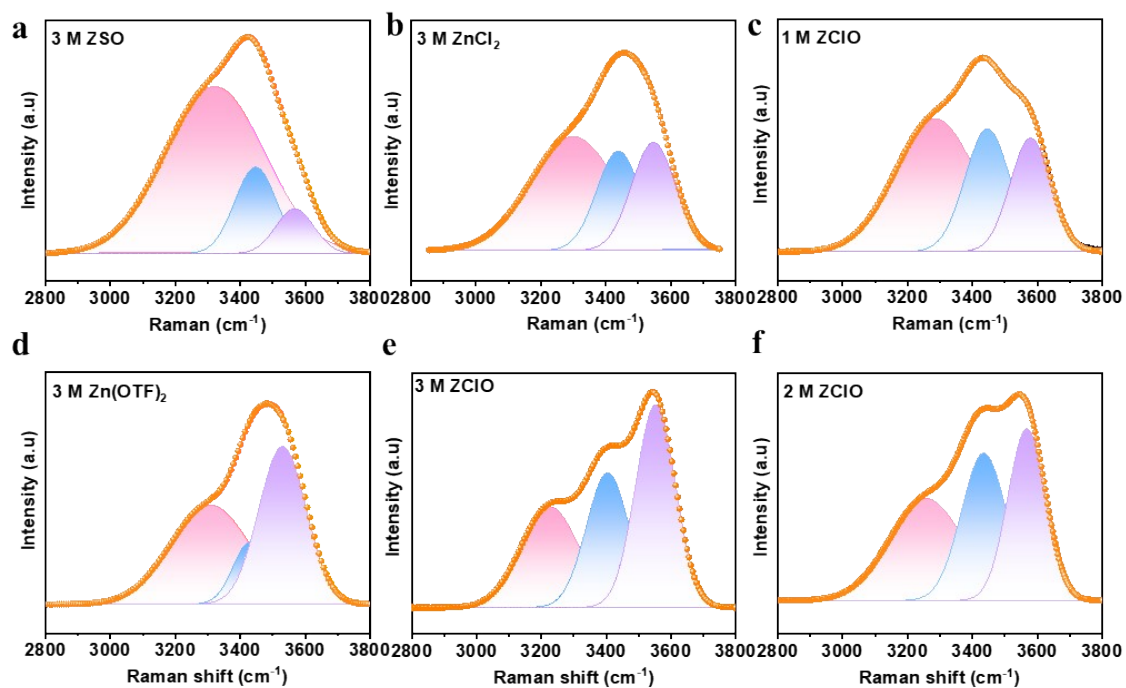 a
3 M ZSO
Intensity (a.u)
2800 3000 3200 3400 3600 3800
Raman (cm⁻¹)
b
3 M ZnCl₂
Intensity (a.u)
2800 3000 3200 3400 3600 3800
Raman (cm⁻¹)
c
1 M ZClO
Intensity (a.u)
2800 3000 3200 3400 3600 3800
Raman (cm⁻¹)
d
3 M Zn(OTF)₂
Intensity (a.u)
2800 3000 3200 3400 3600 3800
Raman shift (cm⁻¹)
e
3 M ZClO
Intensity (a.u)
2800 3000 3200 3400 3600 3800
Raman shift (cm⁻¹)
f
2 M ZClO
Intensity (a.u)
2800 3000 3200 3400 3600 3800
Raman shift (cm⁻¹)